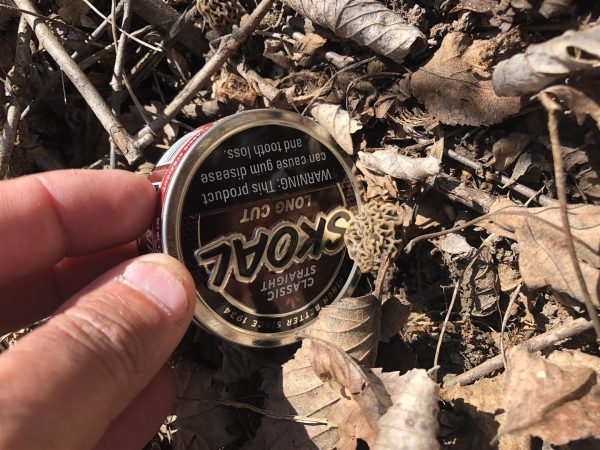 WARNING: This product
can cause gum disease
and tooth loss.
LONG CUT
SKOAL
CLASSIC
STRAIGHT
BETTER SINCE 1934